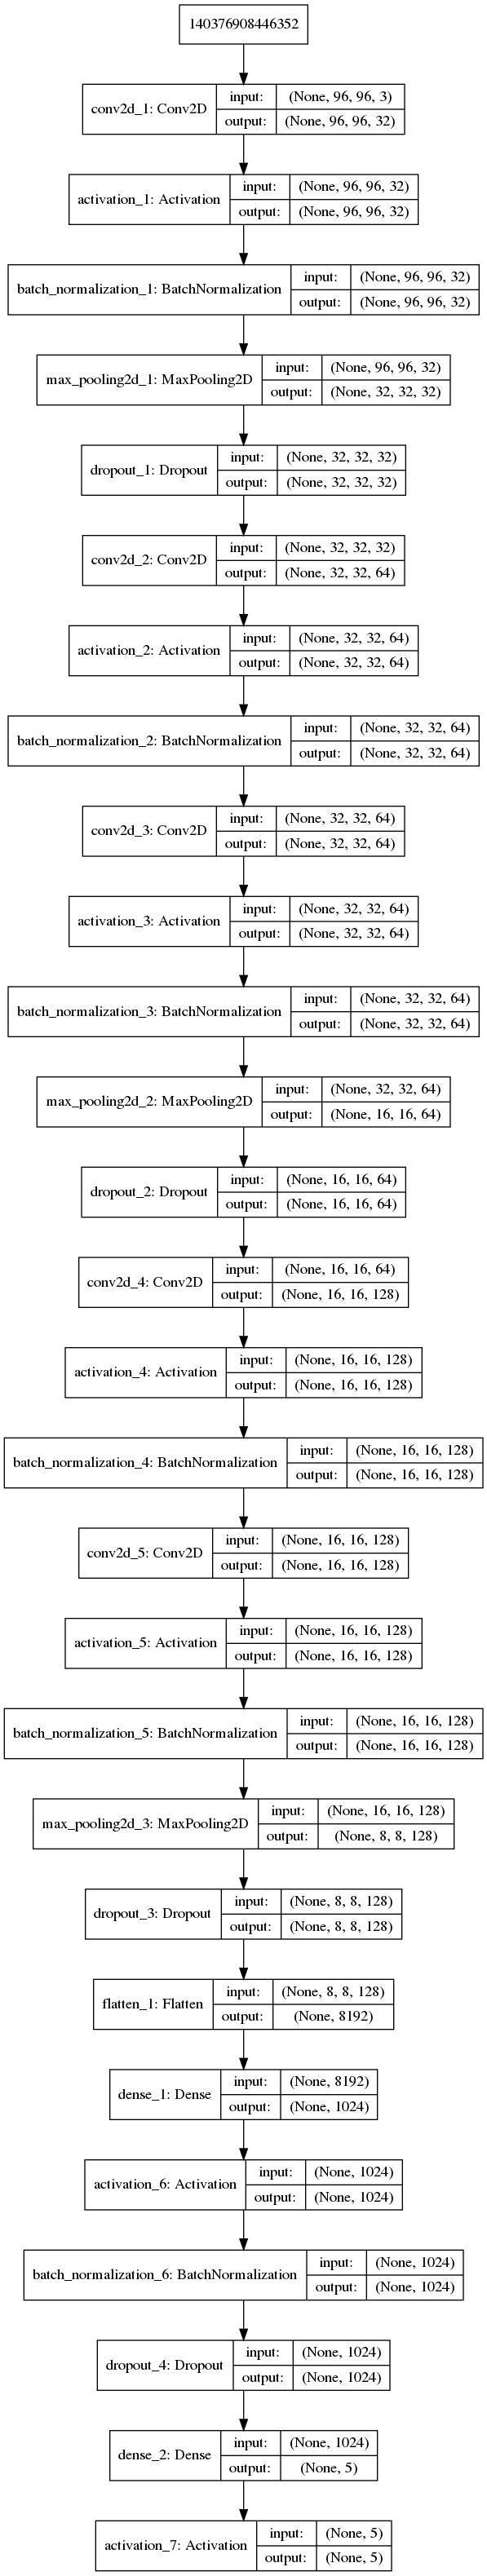 140376908446352
conv2d_1: Conv2D
input: (None, 96, 96, 3)
output: (None, 96, 96, 32)
activation_1: Activation
input: (None, 96, 96, 32)
output: (None, 96, 96, 32)
batch_normalization_1: BatchNormalization
input: (None, 96, 96, 32)
output: (None, 96, 96, 32)
max_pooling2d_1: MaxPooling2D
input: (None, 96, 96, 32)
output: (None, 32, 32, 32)
dropout_1: Dropout
input: (None, 32, 32, 32)
output: (None, 32, 32, 32)
conv2d_2: Conv2D
input: (None, 32, 32, 32)
output: (None, 32, 32, 64)
activation_2: Activation
input: (None, 32, 32, 64)
output: (None, 32, 32, 64)
batch_normalization_2: BatchNormalization
input: (None, 32, 32, 64)
output: (None, 32, 32, 64)
conv2d_3: Conv2D
input: (None, 32, 32, 64)
output: (None, 32, 32, 64)
activation_3: Activation
input: (None, 32, 32, 64)
output: (None, 32, 32, 64)
batch_normalization_3: BatchNormalization
input: (None, 32, 32, 64)
output: (None, 32, 32, 64)
max_pooling2d_2: MaxPooling2D
input: (None, 32, 32, 64)
output: (None, 16, 16, 64)
dropout_2: Dropout
input: (None, 16, 16, 64)
output: (None, 16, 16, 64)
conv2d_4: Conv2D
input: (None, 16, 16, 64)
output: (None, 16, 16, 128)
activation_4: Activation
input: (None, 16, 16, 128)
output: (None, 16, 16, 128)
batch_normalization_4: BatchNormalization
input: (None, 16, 16, 128)
output: (None, 16, 16, 128)
conv2d_5: Conv2D
input: (None, 16, 16, 128)
output: (None, 16, 16, 128)
activation_5: Activation
input: (None, 16, 16, 128)
output: (None, 16, 16, 128)
batch_normalization_5: BatchNormalization
input: (None, 16, 16, 128)
output: (None, 16, 16, 128)
max_pooling2d_3: MaxPooling2D
input: (None, 16, 16, 128)
output: (None, 8, 8, 128)
dropout_3: Dropout
input: (None, 8, 8, 128)
output: (None, 8, 8, 128)
flatten_1: Flatten
input: (None, 8, 8, 128)
output: (None, 8192)
dense_1: Dense
input: (None, 8192)
output: (None, 1024)
activation_6: Activation
input: (None, 1024)
output: (None, 1024)
batch_normalization_6: BatchNormalization
input: (None, 1024)
output: (None, 1024)
dropout_4: Dropout
input: (None, 1024)
output: (None, 1024)
dense_2: Dense
input: (None, 1024)
output: (None, 5)
activation_7: Activation
input: (None, 5)
output: (None, 5)